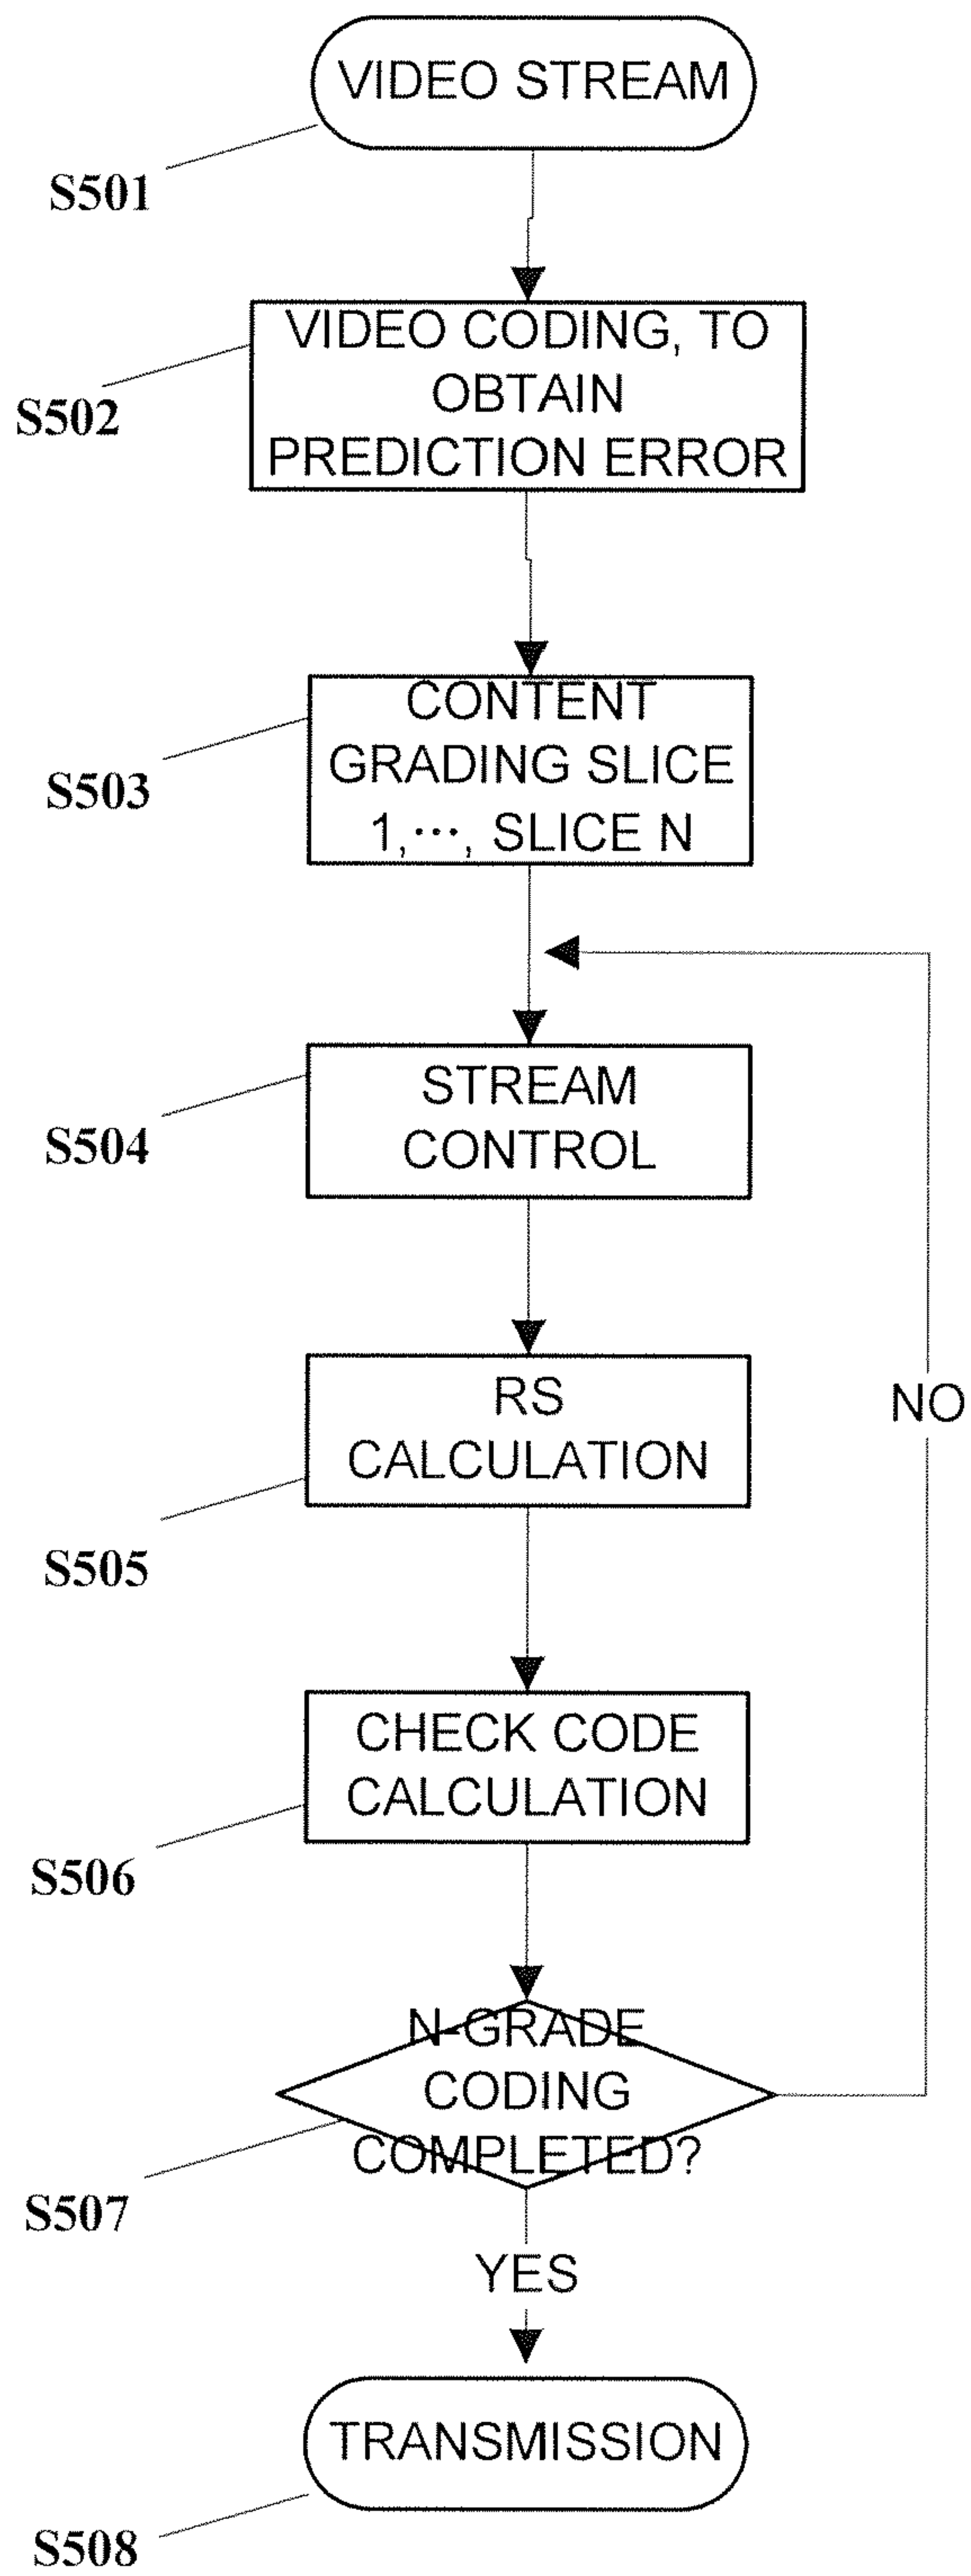 VIDEO STREAM
S501
VIDEO CODING, TO
OBTAIN
PREDICTION ERROR
S502
CONTENT
GRADING SLICE
1,···, SLICE N
S503
STREAM
CONTROL
S504
RS
CALCULATION
S505
NO
CHECK CODE
CALCULATION
S506
N-GRADE
CODING
COMPLETED?
S507
YES
TRANSMISSION
S508